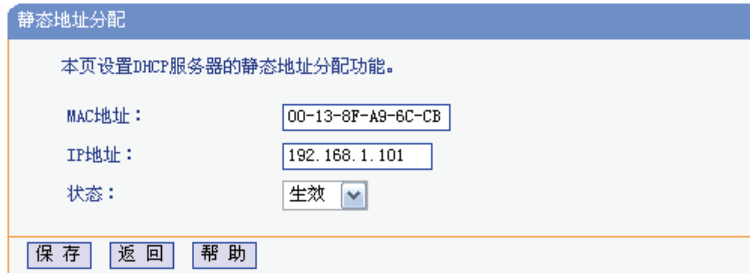 静态地址分配
本页设置DHCP服务器的静态地址分配功能。
MAC地址： 00-13-8F-A9-6C-CB
IP地址： 192.168.1.101
状态： 生效
保存 返回 帮助